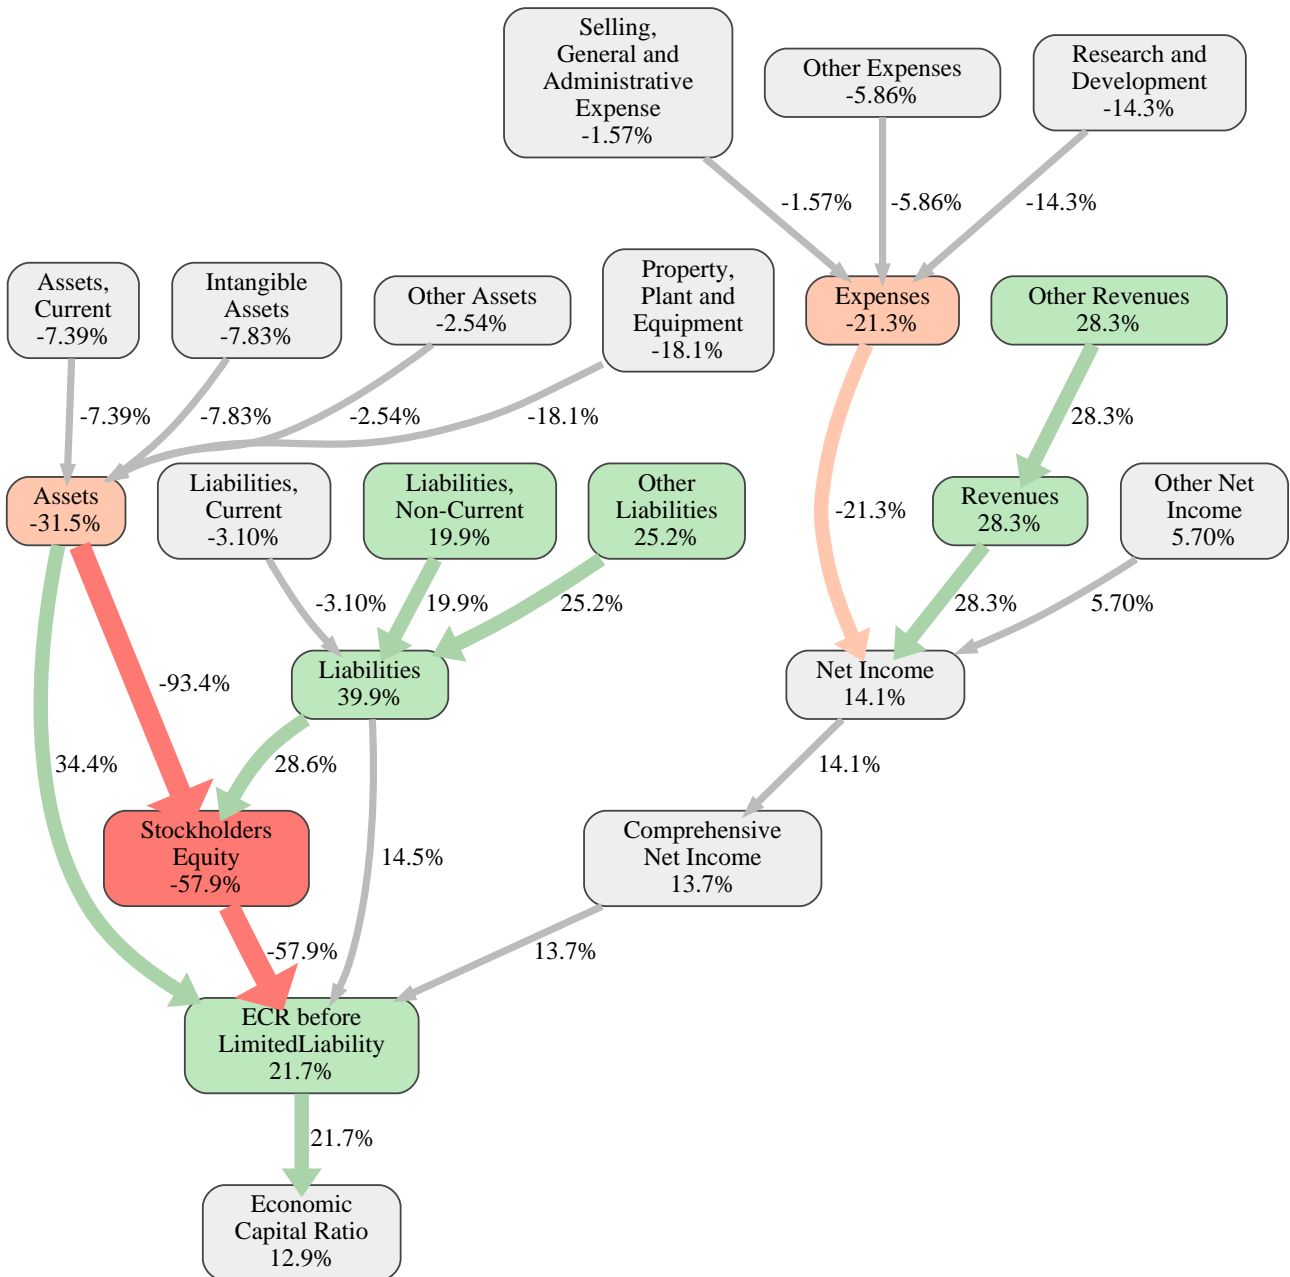 Selling,
General and
Administrative
Expense
-1.57%
Other Expenses
-5.86%
Research and
Development
-14.3%
-1.57%
-5.86%
-14.3%
Assets,
Current
-7.39%
Intangible
Assets
-7.83%
Other Assets
-2.54%
Property,
Plant and
Equipment
-18.1%
Expenses
-21.3%
Other Revenues
28.3%
-7.39%
-7.83%
-2.54%
-18.1%
28.3%
Assets
-31.5%
Liabilities,
Current
-3.10%
Liabilities,
Non-Current
19.9%
Other
Liabilities
25.2%
-21.3%
Revenues
28.3%
Other Net
Income
5.70%
-3.10%
19.9%
25.2%
28.3%
5.70%
Liabilities
39.9%
Net Income
14.1%
-93.4%
34.4%
28.6%
14.1%
Stockholders
Equity
-57.9%
14.5%
Comprehensive
Net Income
13.7%
-57.9%
13.7%
ECR before
LimitedLiability
21.7%
21.7%
Economic
Capital Ratio
12.9%